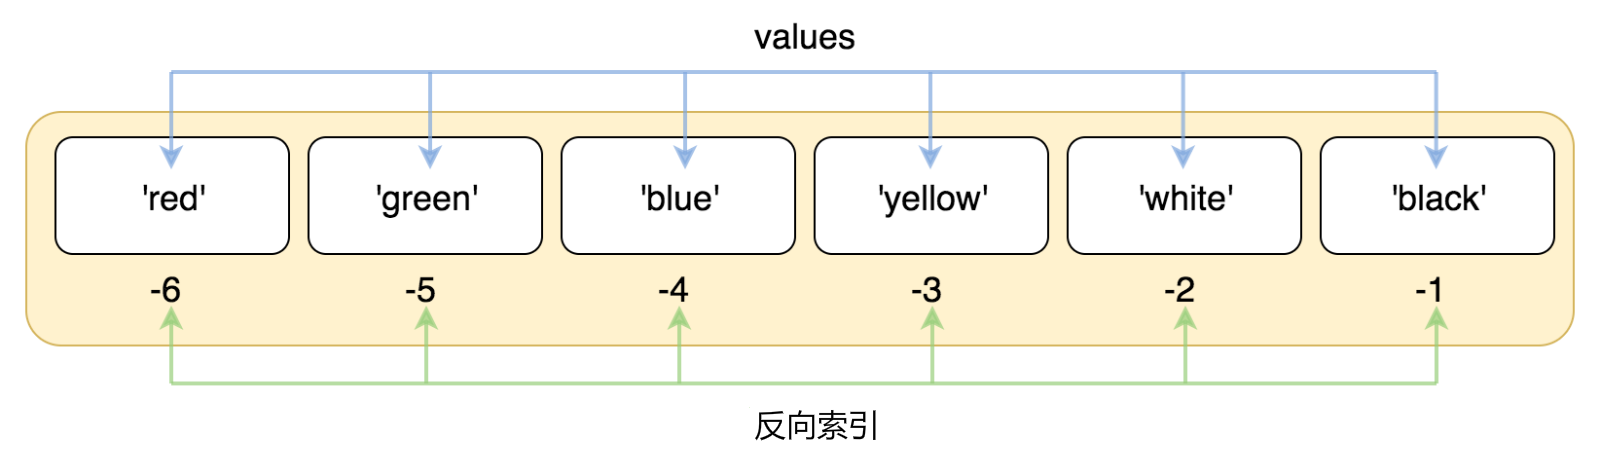 values
'red' 'green' 'blue' 'yellow' 'white' 'black'
-6 -5 -4 -3 -2 -1
反向索引